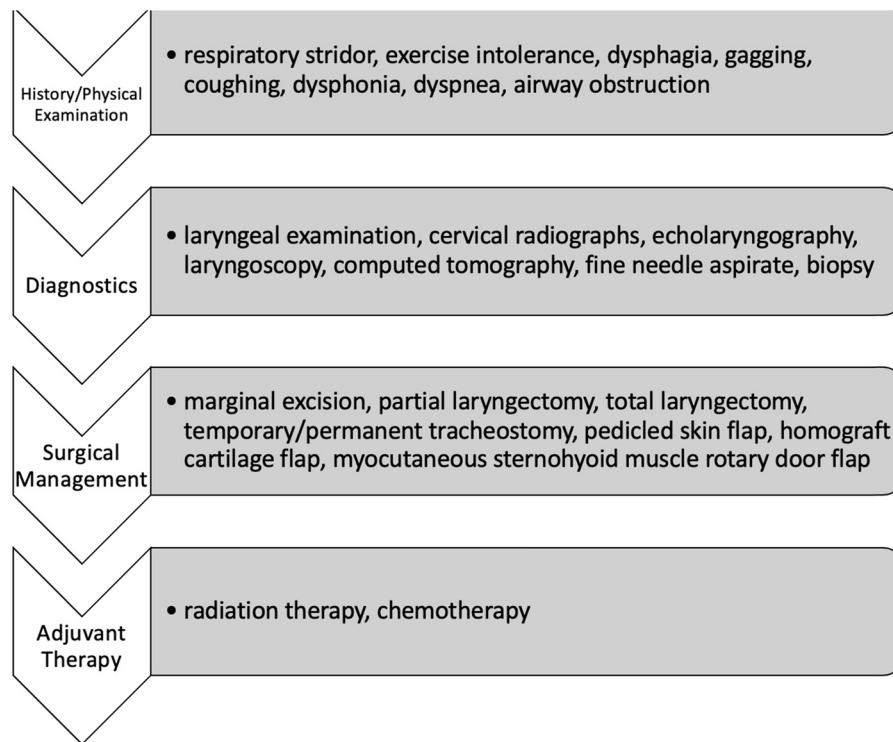 History/Physical
Examination
• respiratory stridor, exercise intolerance, dysphagia, gagging,
coughing, dysphonia, dyspnea, airway obstruction
Diagnostics
• laryngeal examination, cervical radiographs, echolaryngography,
laryngoscopy, computed tomography, fine needle aspirate, biopsy
Surgical
Management
• marginal excision, partial laryngectomy, total laryngectomy,
temporary/permanent tracheostomy, pedicled skin flap, homograft
cartilage flap, myocutaneous sternohyoid muscle rotary door flap
Adjuvant
Therapy
• radiation therapy, chemotherapy